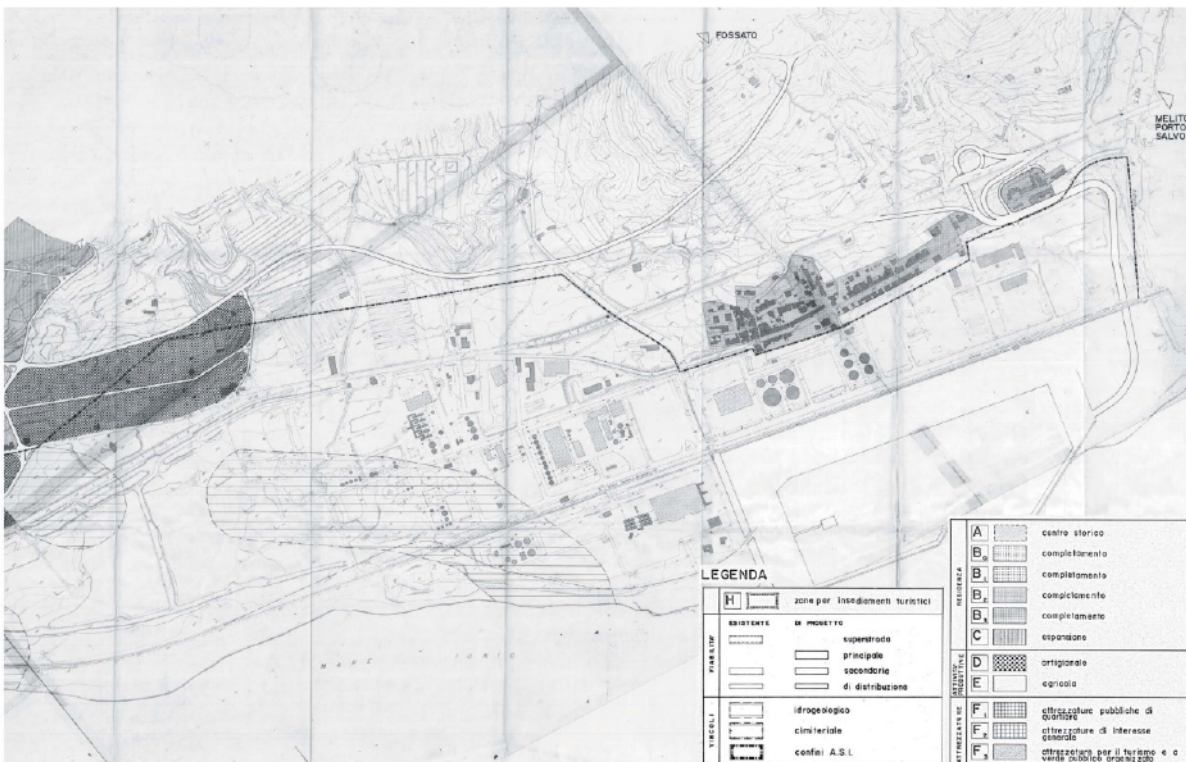 FOSSATO
MELITO
PORTO
SALVO
MARE IONIO
LEGENDA
H zone per insediamenti turistici
VIABILITA'
ESISTENTE DI PROGETTO
superstrada
principale
secondaria
di distribuzione
VINCOLI
idrogeologico
cimiteriale
confini A.S.I.
RESIDENZA
A centro storico
B0 completamento
B1 completamento
B2 completamento
B3 completamento
C espansione
ATTIVITA' PRODUTTIVE
D artigianale
E agricola
ATTREZZATURE
F1 attrezzature pubbliche di
quartiere
F2 attrezzature di interesse
generale
F3 attrezzature per il turismo e a
verde pubblico organizzato